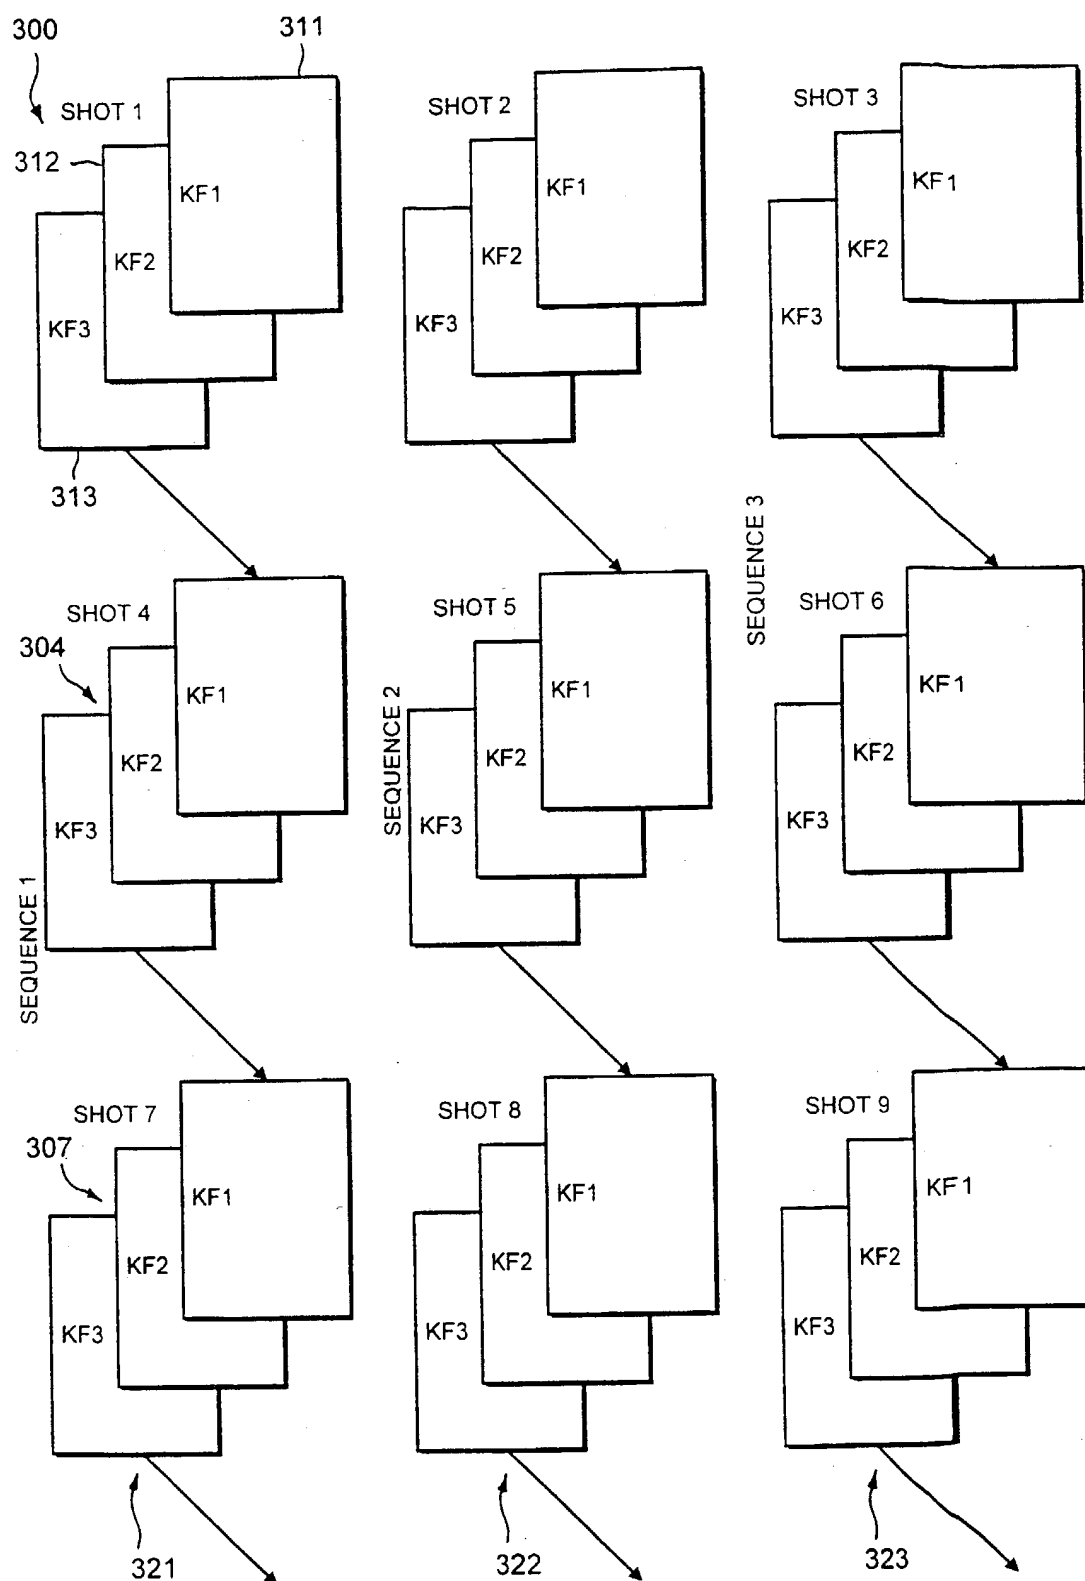 300
311
SHOT 1
SHOT 2
SHOT 3
312
KF1
KF2
KF3
KF1
KF2
KF3
KF1
KF2
KF3
313
SEQUENCE 1
SEQUENCE 2
SEQUENCE 3
SHOT 4
SHOT 5
SHOT 6
304
KF1
KF2
KF3
KF1
KF2
KF3
KF1
KF2
KF3
SHOT 7
SHOT 8
SHOT 9
307
KF1
KF2
KF3
KF1
KF2
KF3
KF1
KF2
KF3
321
322
323